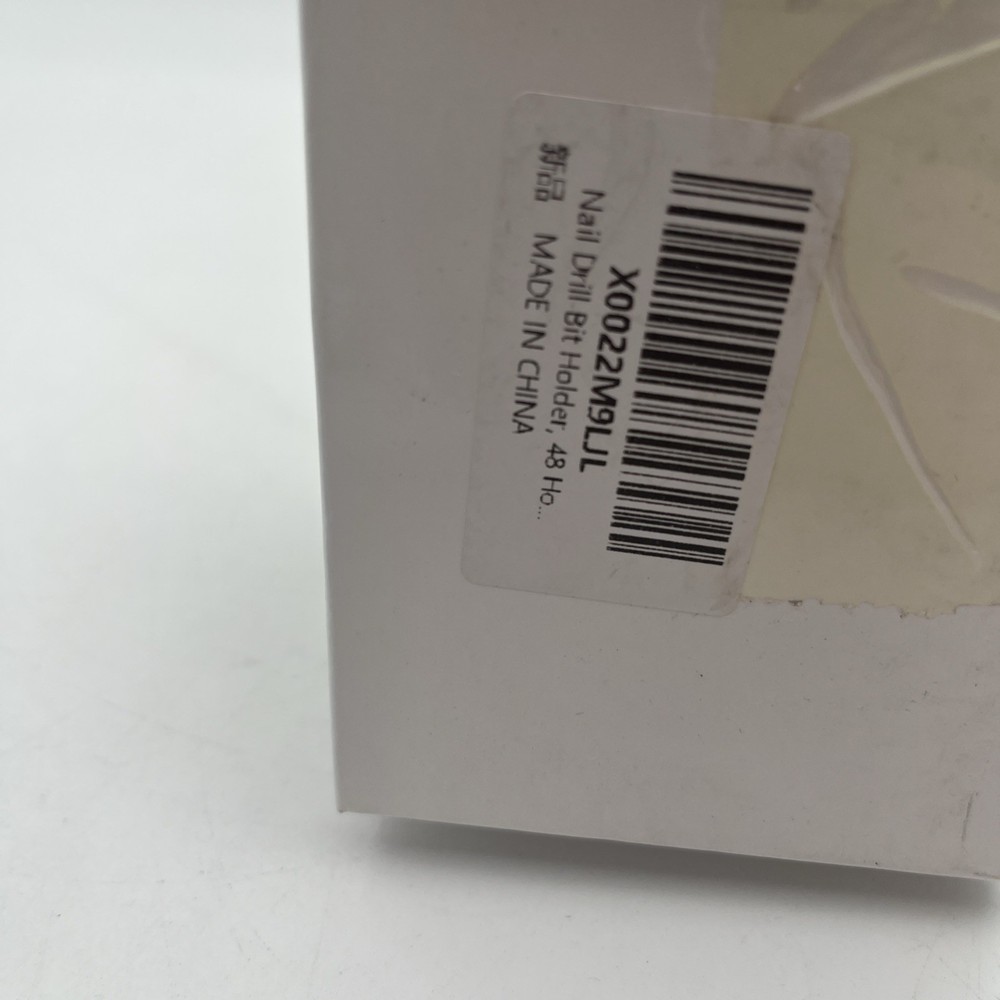 X0022M9LJL
Nail Drill Bit Holder, 48 Ho...
新品 MADE IN CHINA